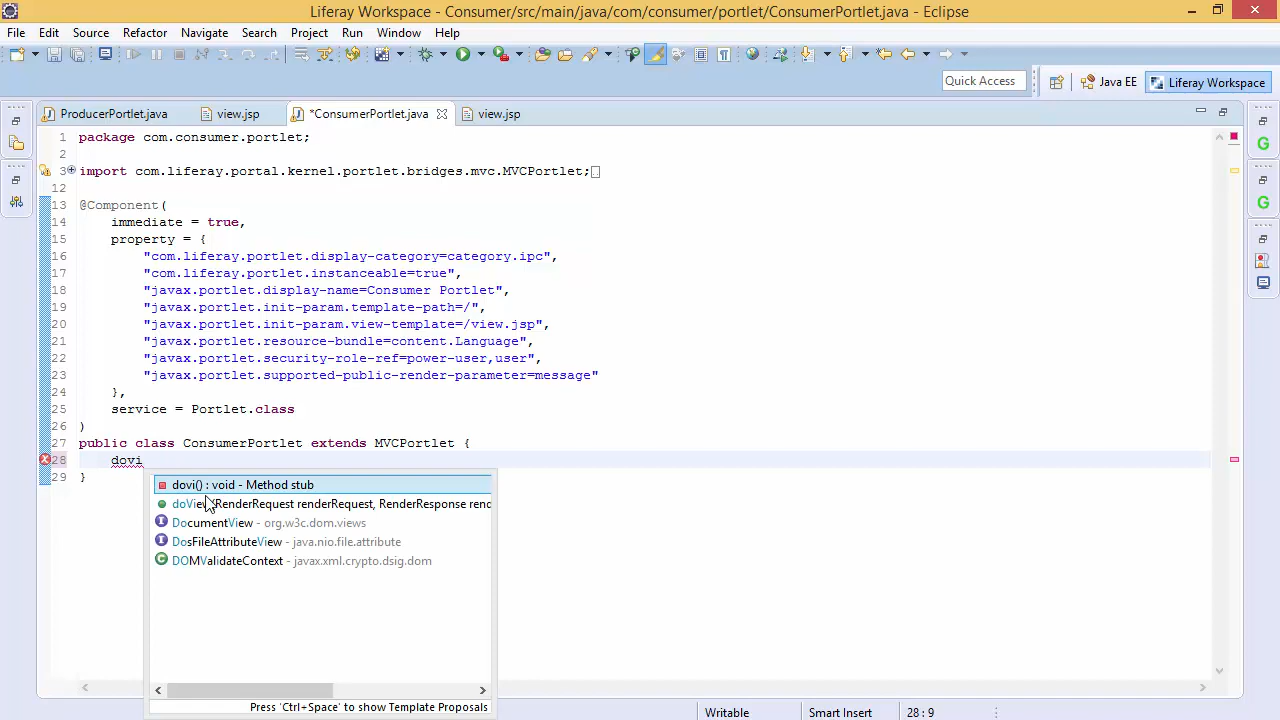 Liferay Workspace - Consumer/src/main/java/com/consumer/portlet/ConsumerPortlet.java - Eclipse
File Edit Source Refactor Navigate Search Project Run Window Help
Quick Access
Java EE
Liferay Workspace
ProducerPortlet.java
view.jsp
*ConsumerPortlet.java
view.jsp
1 package com.consumer.portlet;
2
3 import com.liferay.portal.kernel.portlet.bridges.mvc.MVCPortlet;
12
13 @Component(
14 immediate = true,
15 property = {
16 "com.liferay.portlet.display-category=category.ipc",
17 "com.liferay.portlet.instanceable=true",
18 "javax.portlet.display-name=Consumer Portlet",
19 "javax.portlet.init-param.template-path=/",
20 "javax.portlet.init-param.view-template=/view.jsp",
21 "javax.portlet.resource-bundle=content.Language",
22 "javax.portlet.security-role-ref=power-user,user",
23 "javax.portlet.supported-public-render-parameter=message"
24 },
25 service = Portlet.class
26 )
27 public class ConsumerPortlet extends MVCPortlet {
28 dovi
29 }
dovi() : void - Method stub
doView(RenderRequest renderRequest, RenderResponse rend
DocumentView - org.w3c.dom.views
DosFileAttributeView - java.nio.file.attribute
DOMValidateContext - javax.xml.crypto.dsig.dom
Press 'Ctrl+Space' to show Template Proposals
Writable
Smart Insert
28 : 9